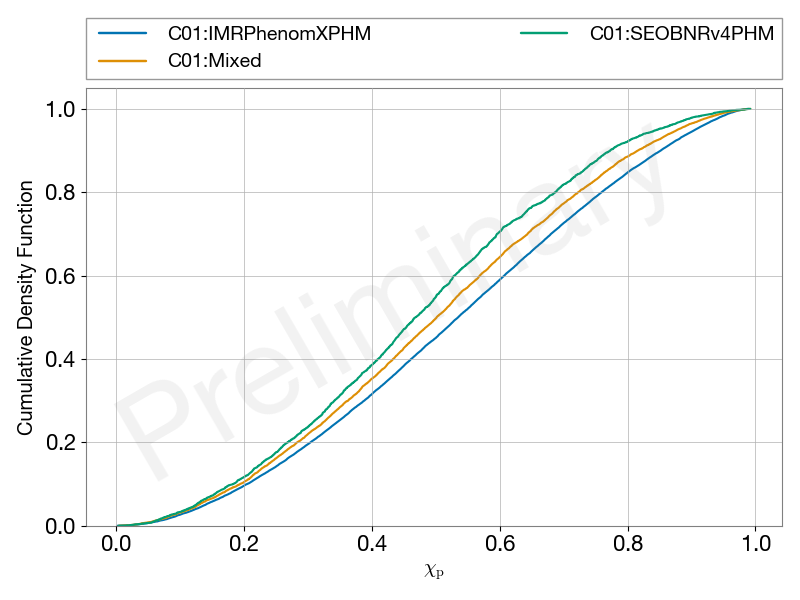 C01:IMRPhenomXPHM
C01:SEOBNRv4PHM
C01:Mixed
1.0
0.8
0.6
0.4
0.2
0.0
Cumulative Density Function
Preliminary
0.0 0.2 0.4 0.6 0.8 1.0
χp